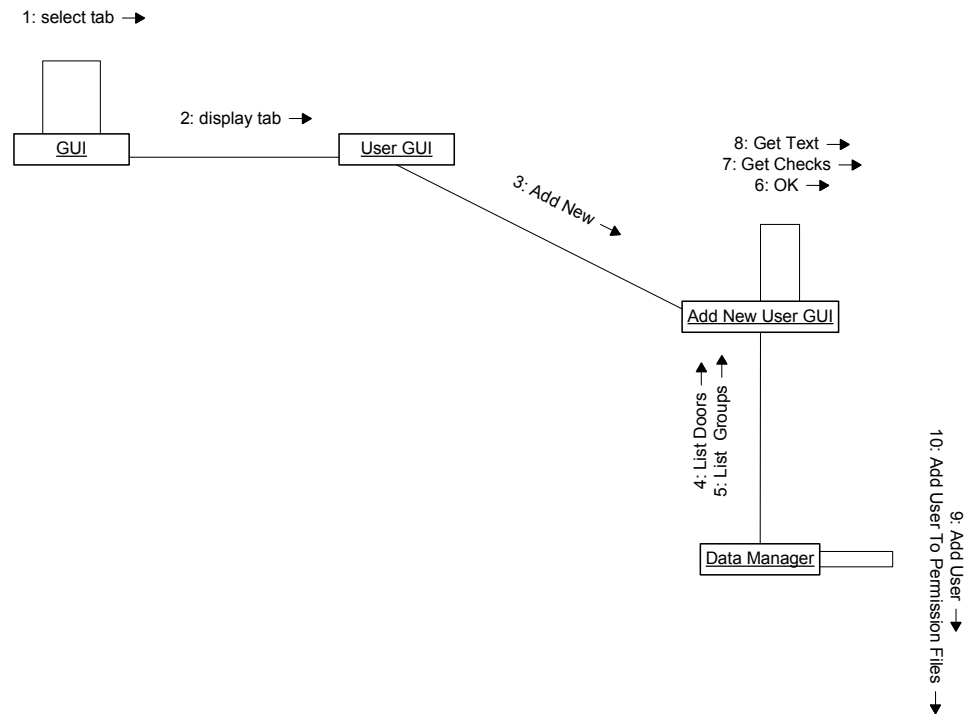 1: select tab
2: display tab
GUI
User GUI
8: Get Text
7: Get Checks
6: OK
3: Add New
Add New User GUI
4: List Doors
5: List Groups
9: Add User
10: Add User To Permission Files
Data Manager